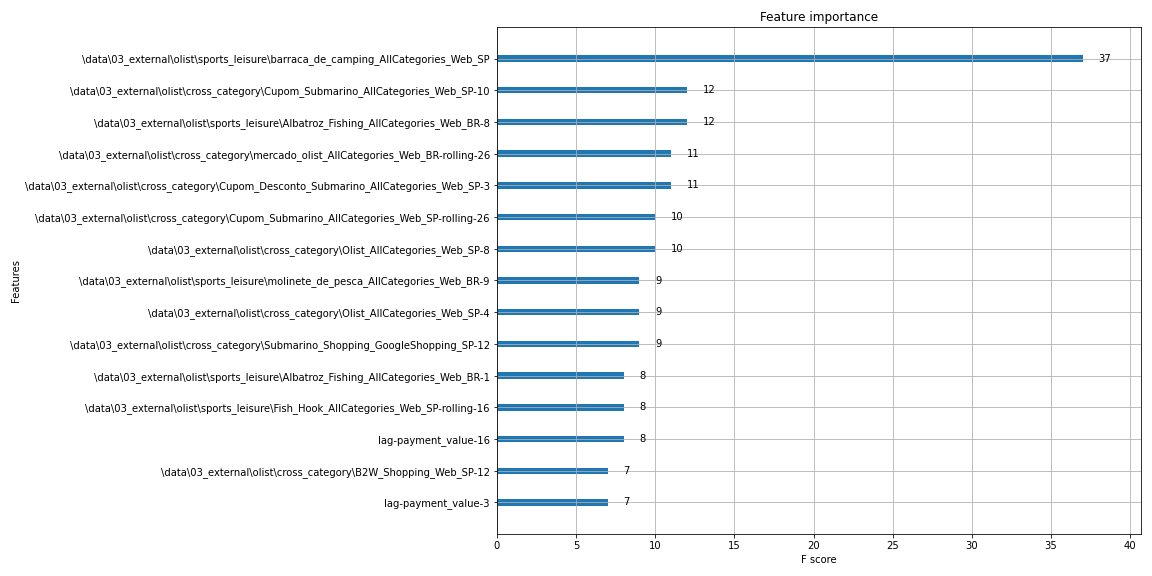 Feature importance
\data\03_external\olist\sports_leisure\barraca_de_camping_AllCategories_Web_SP 37
\data\03_external\olist\cross_category\Cupom_Submarino_AllCategories_Web_SP-10 12
\data\03_external\olist\sports_leisure\Albatroz_Fishing_AllCategories_Web_BR-8 12
\data\03_external\olist\cross_category\mercado_olist_AllCategories_Web_BR-rolling-26 11
\data\03_external\olist\cross_category\Cupom_Desconto_Submarino_AllCategories_Web_SP-3 11
\data\03_external\olist\cross_category\Cupom_Submarino_AllCategories_Web_SP-rolling-26 10
\data\03_external\olist\cross_category\Olist_AllCategories_Web_SP-8 10
\data\03_external\olist\sports_leisure\molinete_de_pesca_AllCategories_Web_BR-9 9
\data\03_external\olist\cross_category\Olist_AllCategories_Web_SP-4 9
\data\03_external\olist\cross_category\Submarino_Shopping_GoogleShopping_SP-12 9
\data\03_external\olist\sports_leisure\Albatroz_Fishing_AllCategories_Web_BR-1 8
\data\03_external\olist\sports_leisure\Fish_Hook_AllCategories_Web_SP-rolling-16 8
lag-payment_value-16 8
\data\03_external\olist\cross_category\B2W_Shopping_Web_SP-12 7
lag-payment_value-3 7
Features
0 5 10 15 20 25 30 35 40
F score